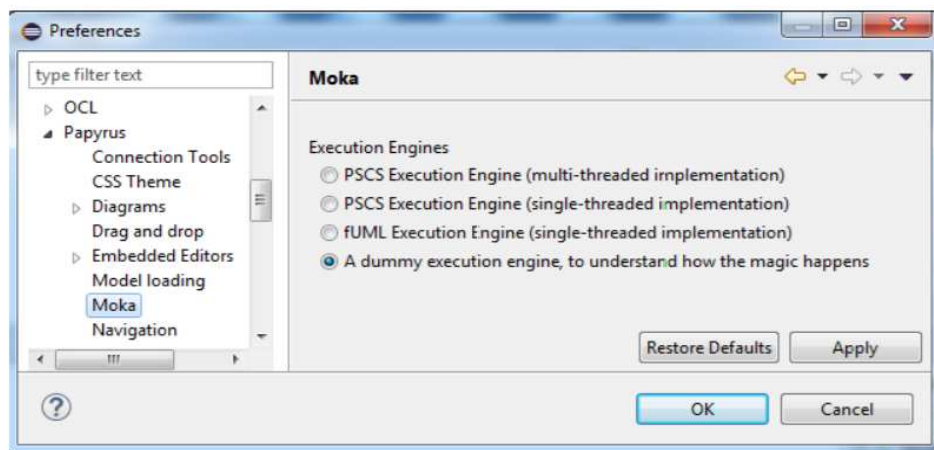 Preferences
type filter text
OCL
Papyrus
Connection Tools
CSS Theme
Diagrams
Drag and drop
Embedded Editors
Model loading
Moka
Navigation
Moka
Execution Engines
PSCS Execution Engine (multi-threaded implementation)
PSCS Execution Engine (single-threaded implementation)
fUML Execution Engine (single-threaded implementation)
A dummy execution engine, to understand how the magic happens
Restore Defaults
Apply
?
OK
Cancel